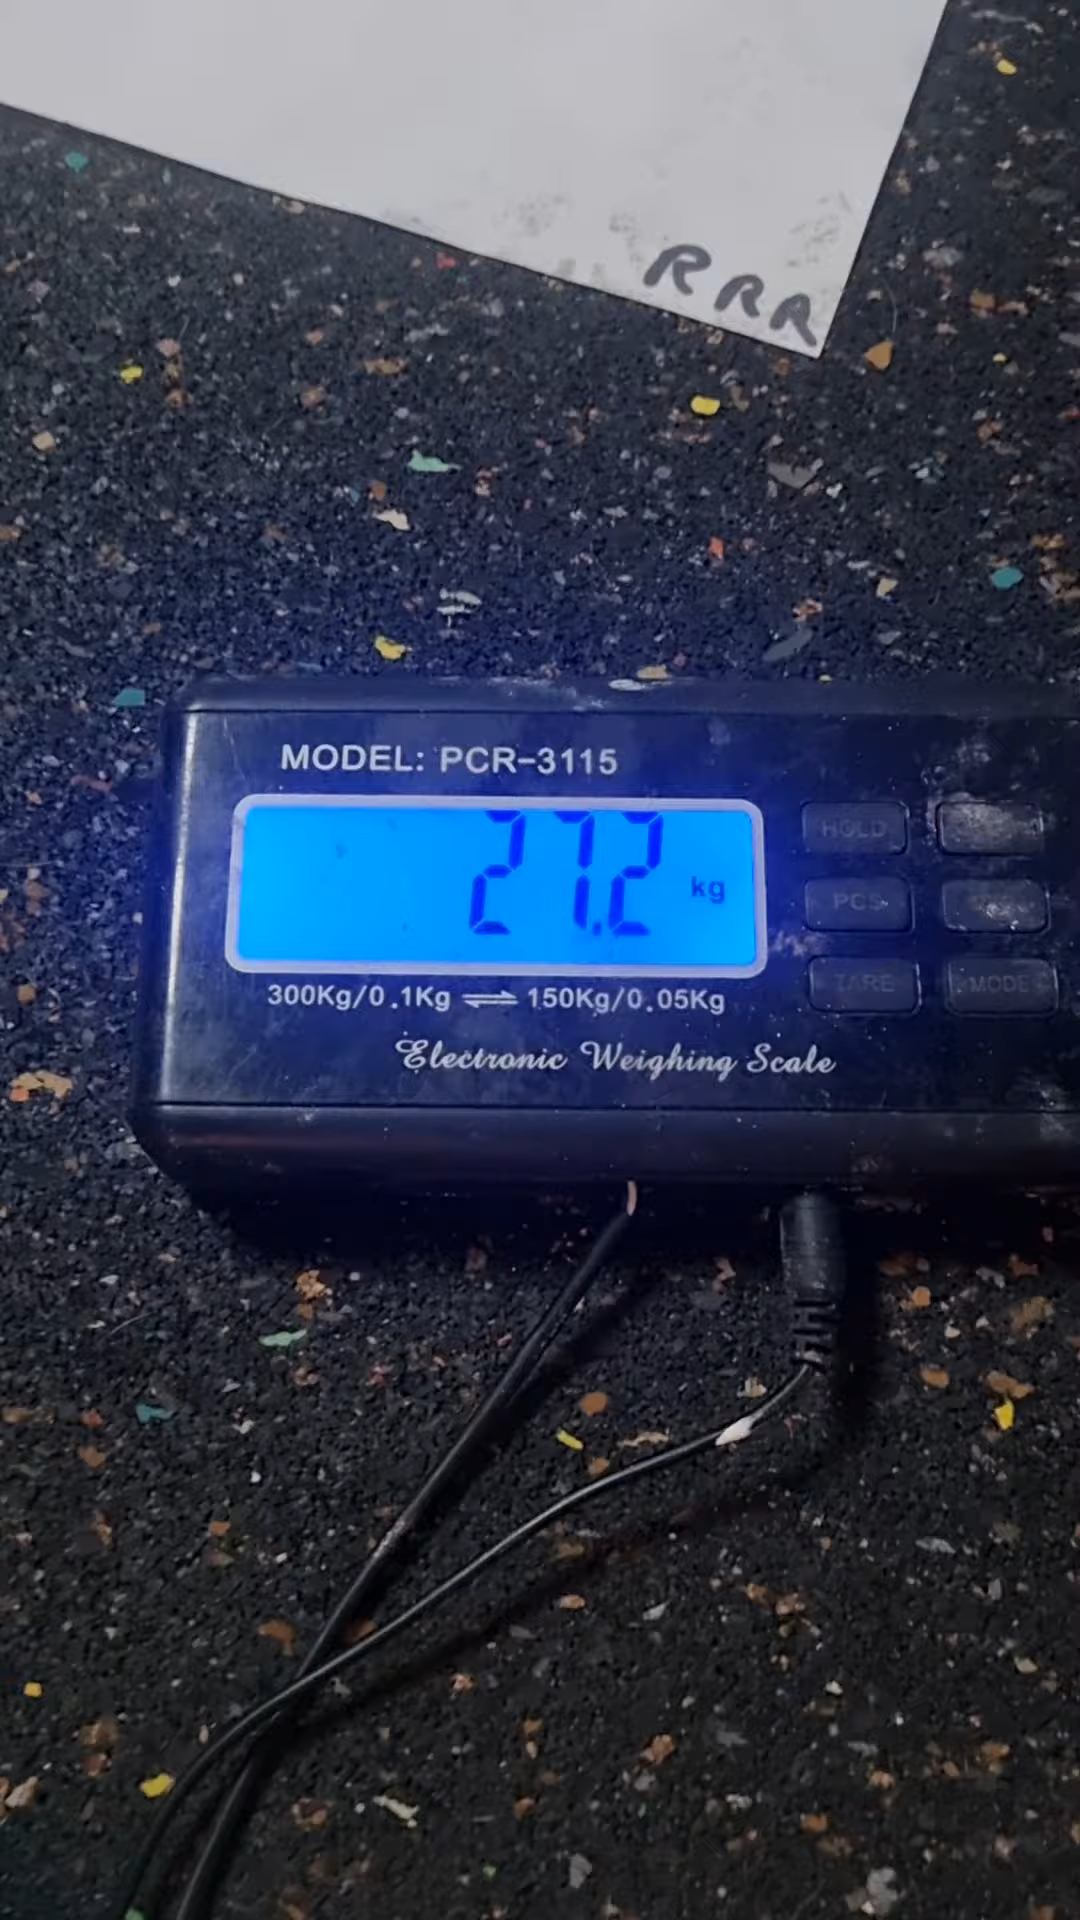 RRR
MODEL: PCR-3115
27.2 kg
HOLD
PCS
TARE
MODE
300Kg/0.1Kg ⇌ 150Kg/0.05Kg
Electronic Weighing Scale